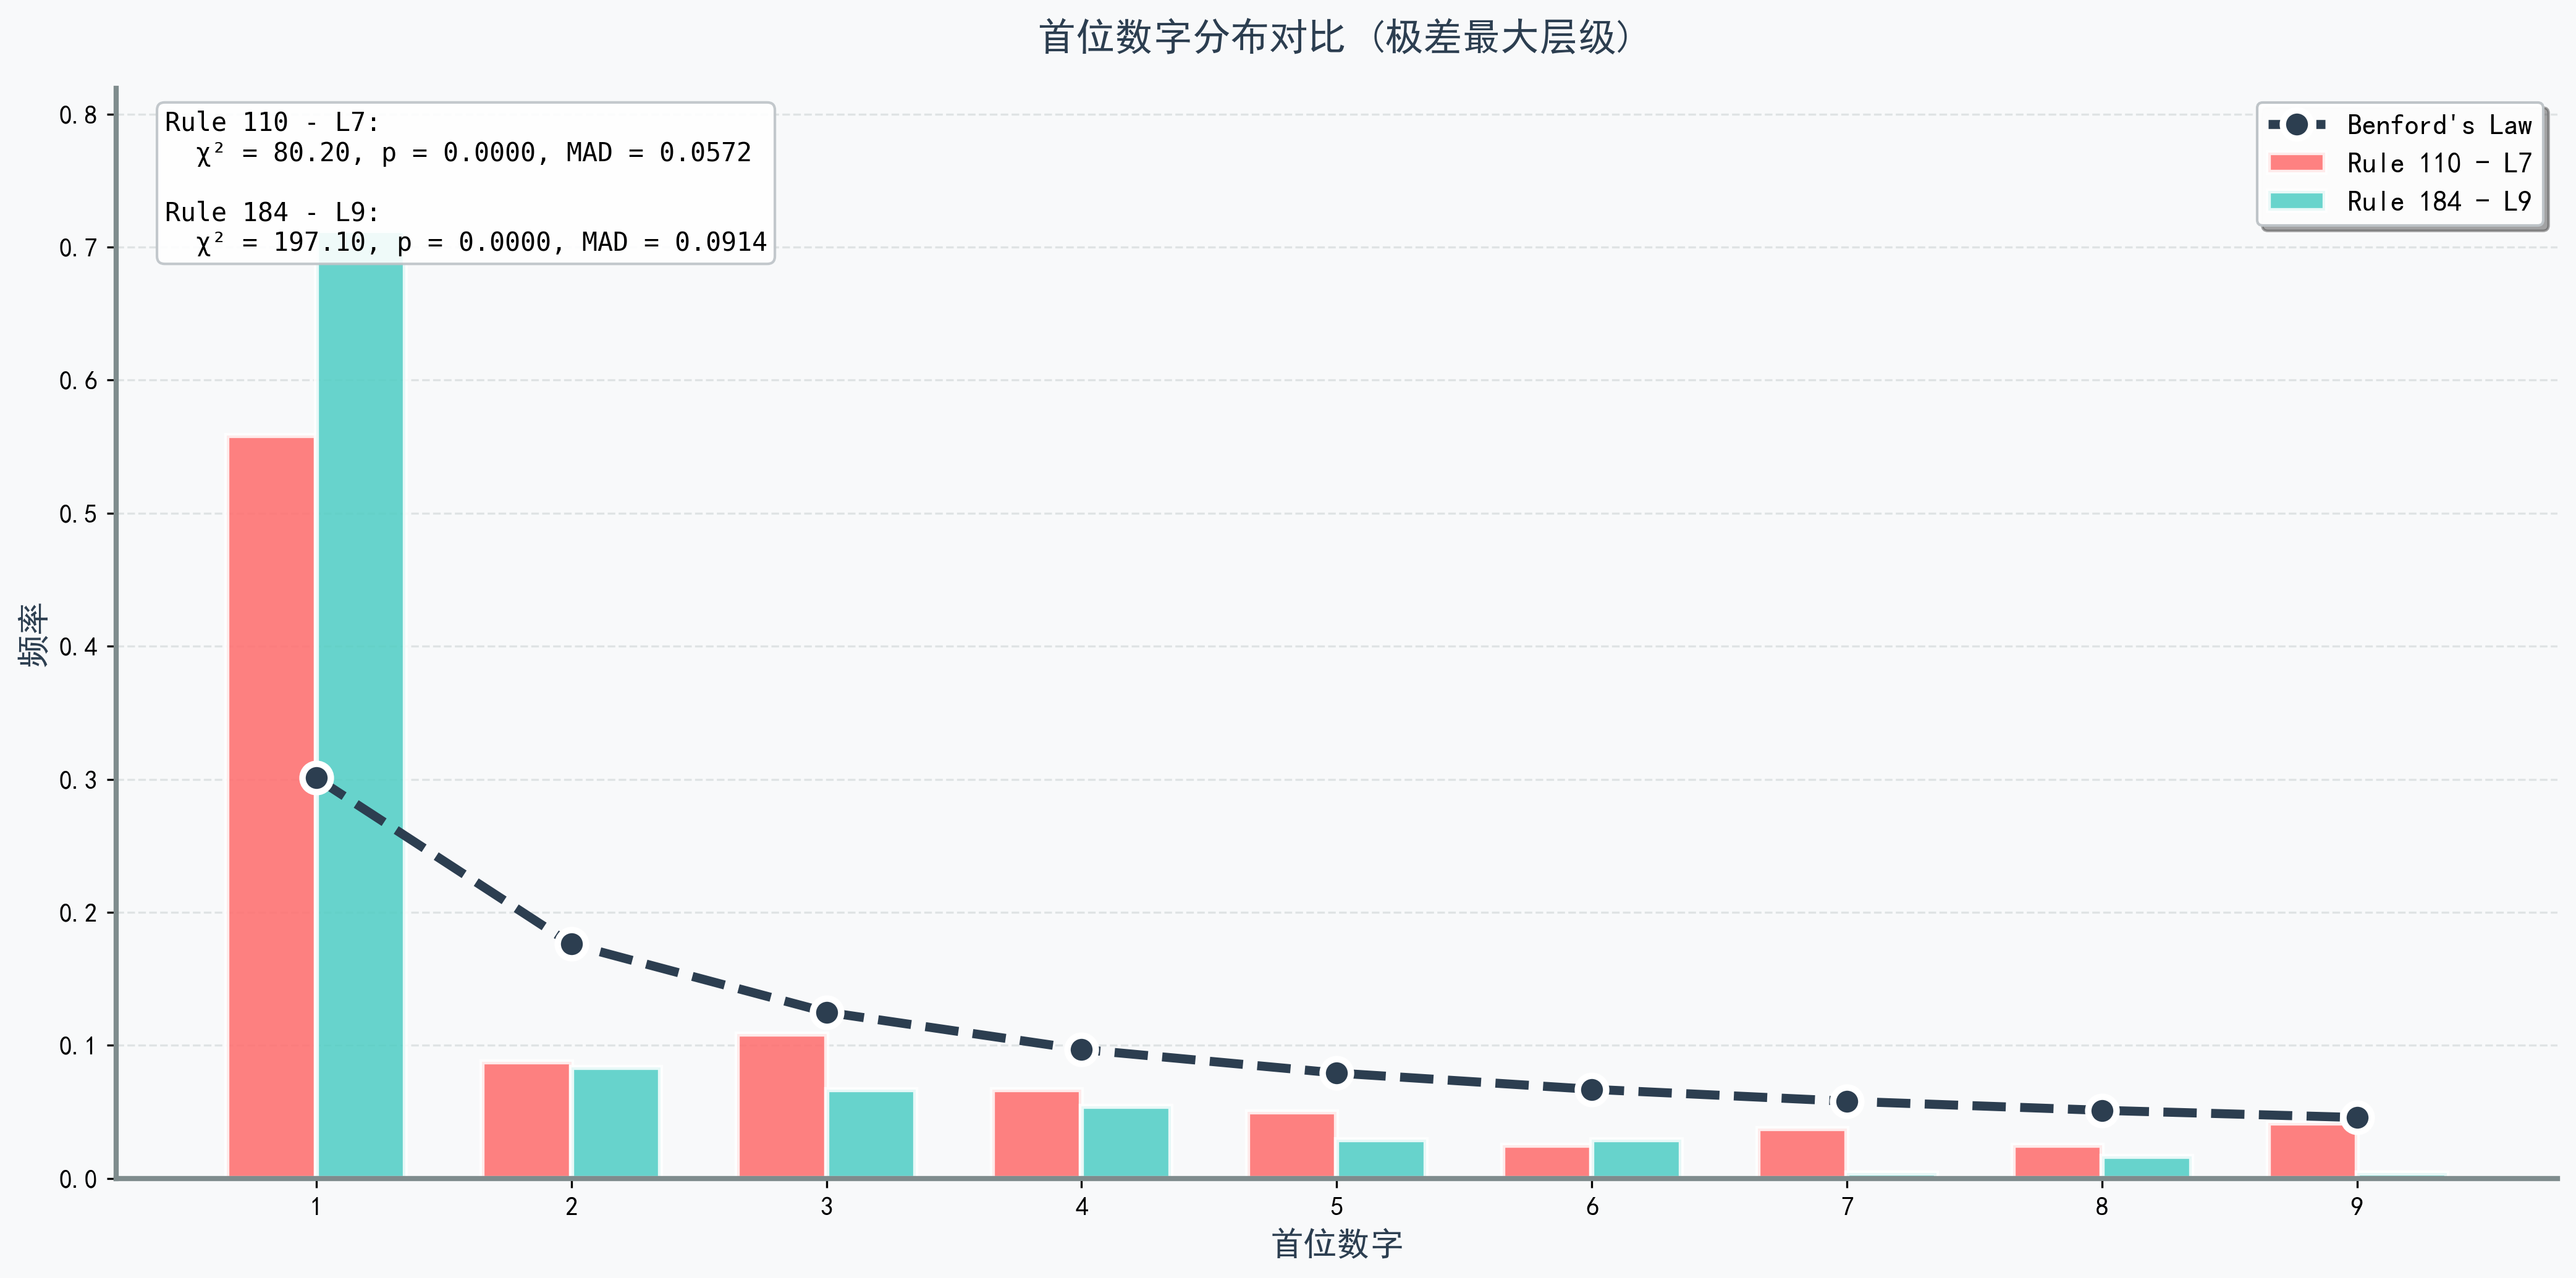 首位数字分布对比 (极差最大层级)
Rule 110 - L7:
χ² = 80.20, p = 0.0000, MAD = 0.0572
Rule 184 - L9:
χ² = 197.10, p = 0.0000, MAD = 0.0914
Benford's Law
Rule 110 - L7
Rule 184 - L9
频率
0.8
0.7
0.6
0.5
0.4
0.3
0.2
0.1
0.0
1 2 3 4 5 6 7 8 9
首位数字